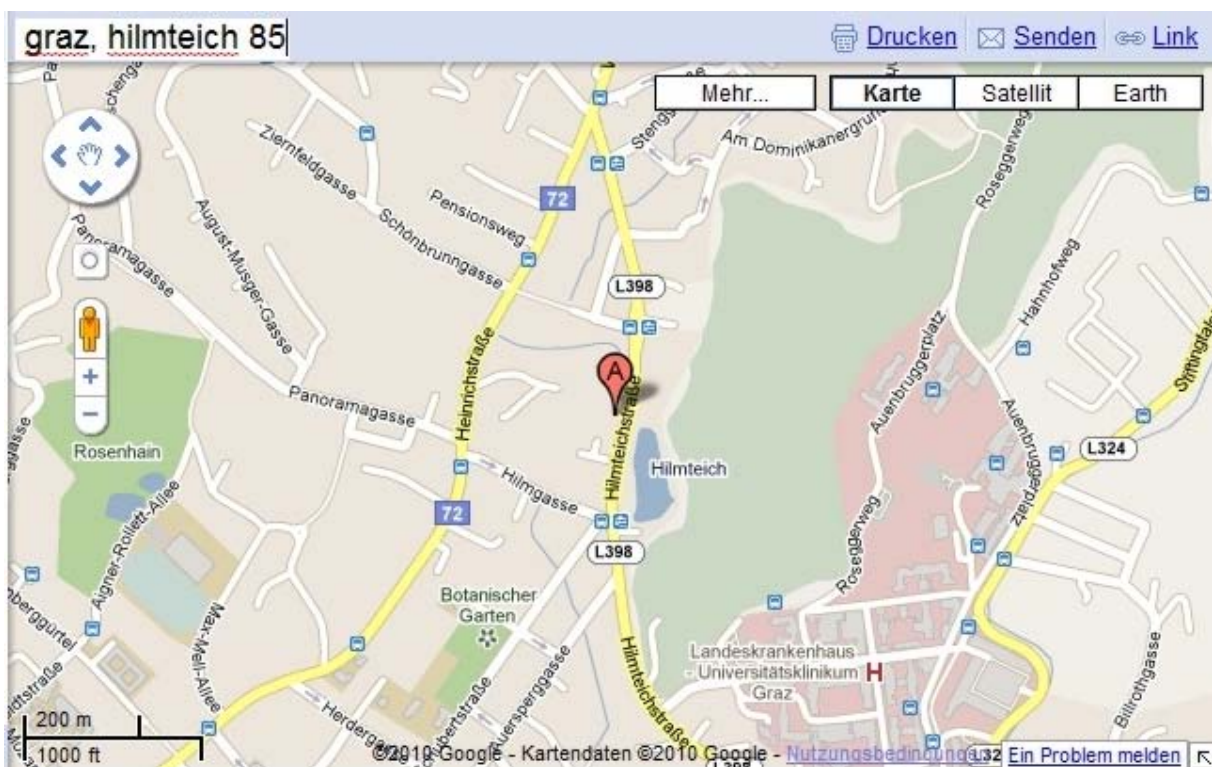 graz, hilmteich 85
Drucken
Senden
Link
Mehr...
Karte
Satellit
Earth
Am Dominikanergrun
Roseggerweg
Ziernfeldgasse
Pensionsweg
72
August-Musger-Gasse
Schönbrunngasse
Panoramagasse
Hahnhofweg
L398
Auenbruggerplatz
A
Heinrichstraße
Panoramagasse
Hilmteichstraße
Rosenhain
Hilmteich
L324
Auenbruggerplatz
Hilmgasse
72
L398
Roseggerweg
Aigner-Rollett-Allee
Botanischer
Garten
Max-Mell-Allee
Hilmteichstraße
Landeskrankenhaus
- Universitätsklinikum
Graz
H
Billrothgasse
Auersperggasse
200 m
1000 ft
©2010 Google - Kartendaten ©2010 Google - Nutzungsbedingungen
Ein Problem melden